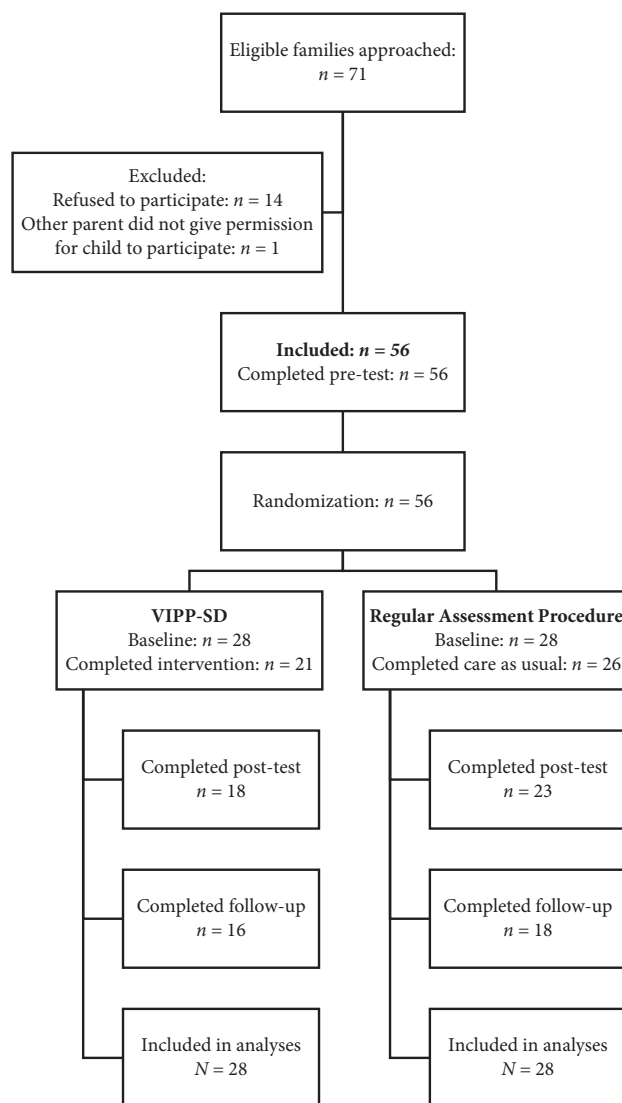 Eligible families approached:
n = 71
Excluded:
Refused to participate: n = 14
Other parent did not give permission
for child to participate: n = 1
Included: n = 56
Completed pre-test: n = 56
Randomization: n = 56
VIPP-SD
Baseline: n = 28
Completed intervention: n = 21
Regular Assessment Procedure
Baseline: n = 28
Completed care as usual: n = 26
Completed post-test
n = 18
Completed post-test
n = 23
Completed follow-up
n = 16
Completed follow-up
n = 18
Included in analyses
N = 28
Included in analyses
N = 28